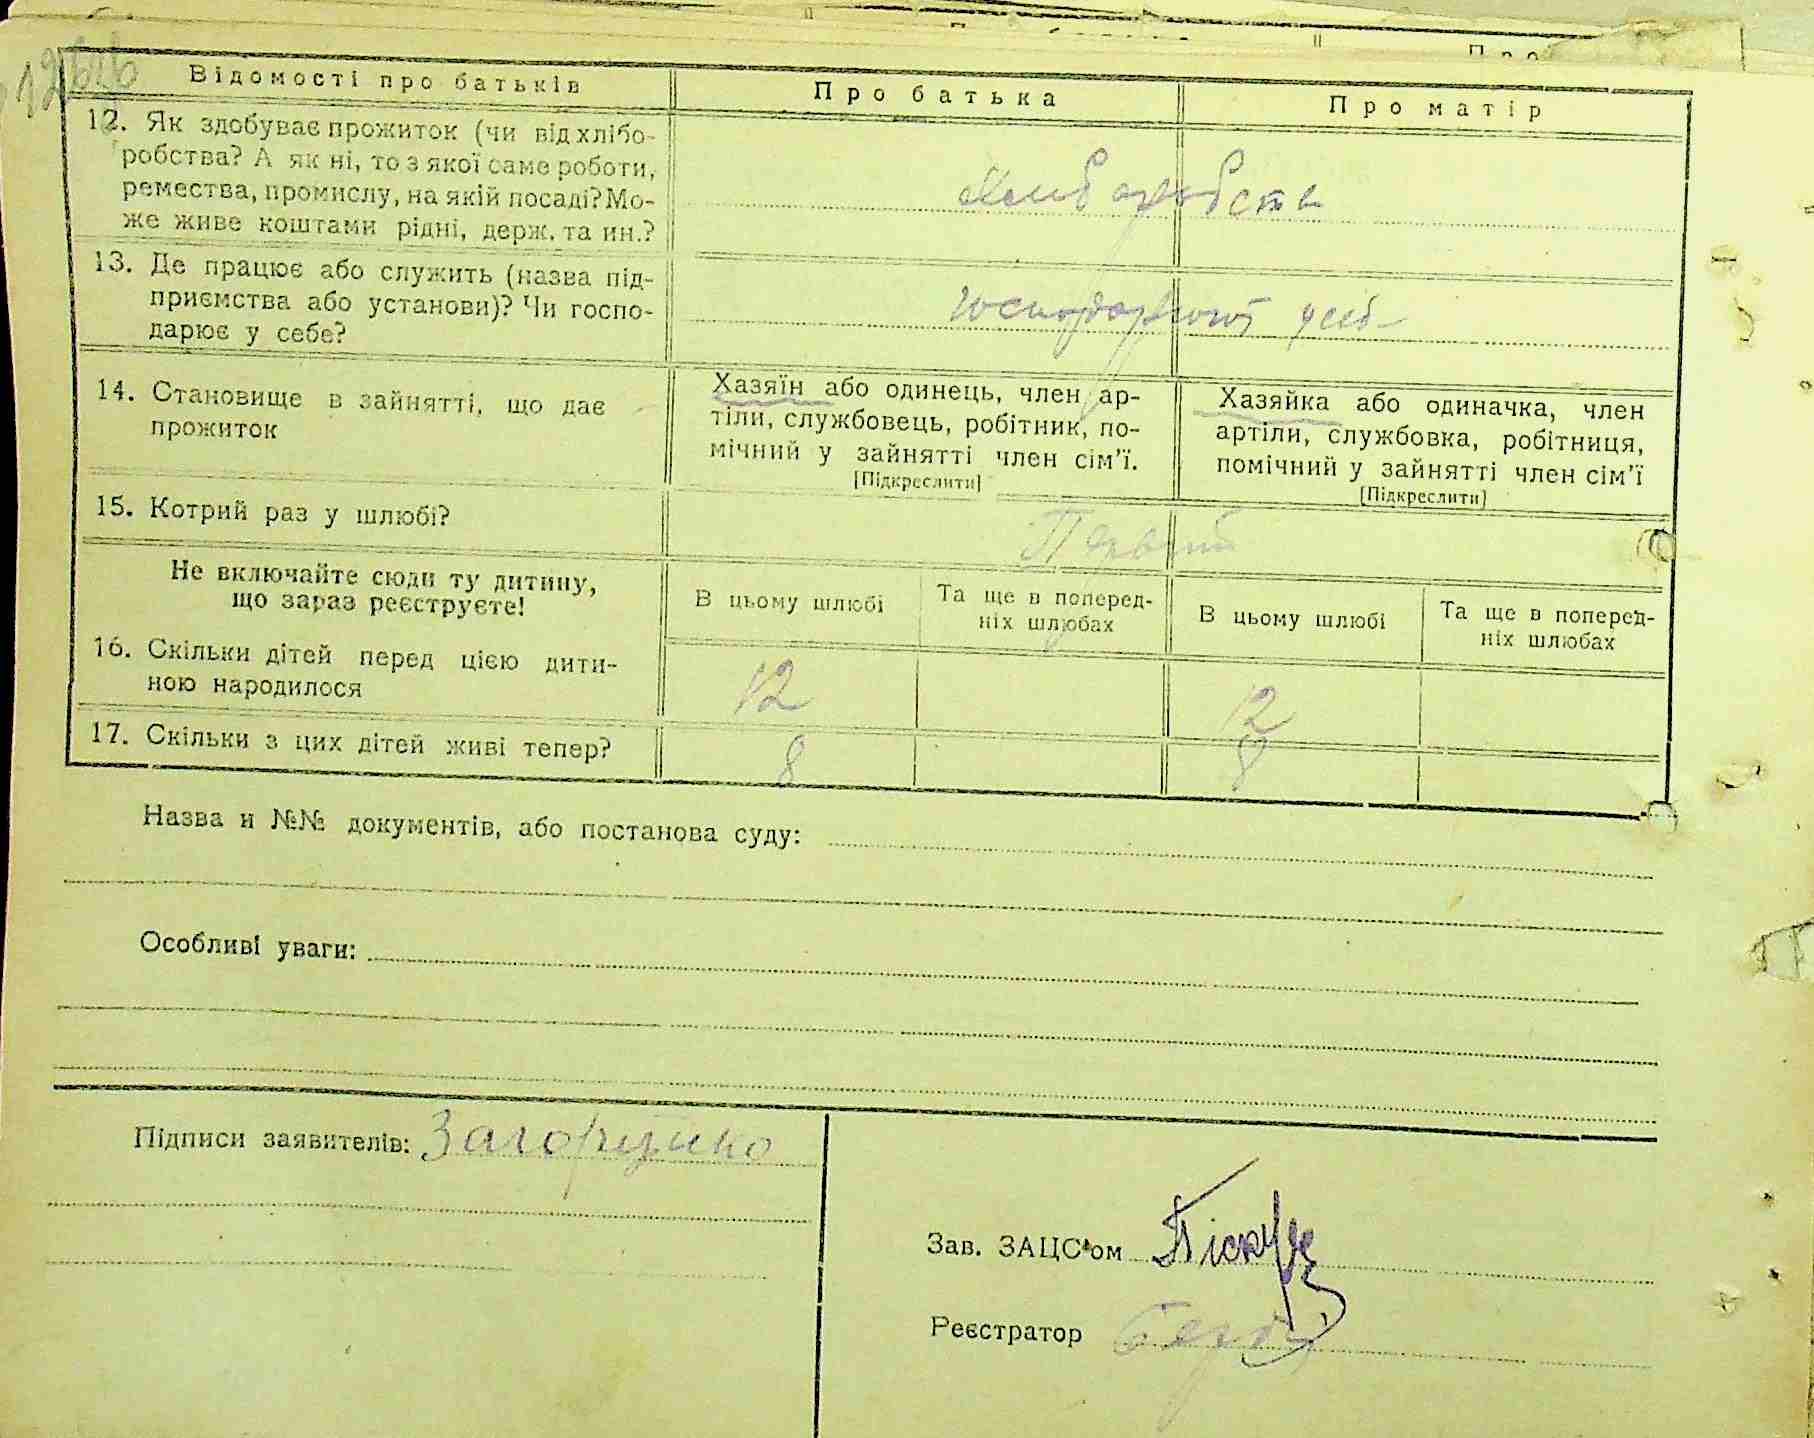 Відомості про батьків
Про батька
Про матір
12. Як здобуває прожиток (чи від хлібо-
робства? А як ні, то з якої саме роботи,
ремества, промислу, на якій посаді? Мо-
же живе коштами рідні, держ. та ин.?
13. Де працює або служить (назва під-
приємства або установи)? Чи госпо-
дарює у себе?
14. Становище в зайнятті, що дає
прожиток
Хазяїн або одинець, член ар-
тіли, службовець, робітник, по-
мічний у зайнятті член сім'ї.
[Підкреслити]
Хазяйка або одиначка, член
артіли, службовка, робітниця,
помічний у зайнятті член сім'ї
[Підкреслити]
15. Котрий раз у шлюбі?
Не включайте сюди ту дитину,
що зараз реєструєте!
В цьому шлюбі
Та ще в поперед-
ніх шлюбах
В цьому шлюбі
Та ще в поперед-
ніх шлюбах
16. Скільки дітей перед цією дити-
ною народилося
12
12
17. Скільки з цих дітей живі тепер?
8
8
Назва и №№ документів, або постанова суду:
Особливі уваги:
Підписи заявителів:
Зав. ЗАЦС'ом
Реєстратор